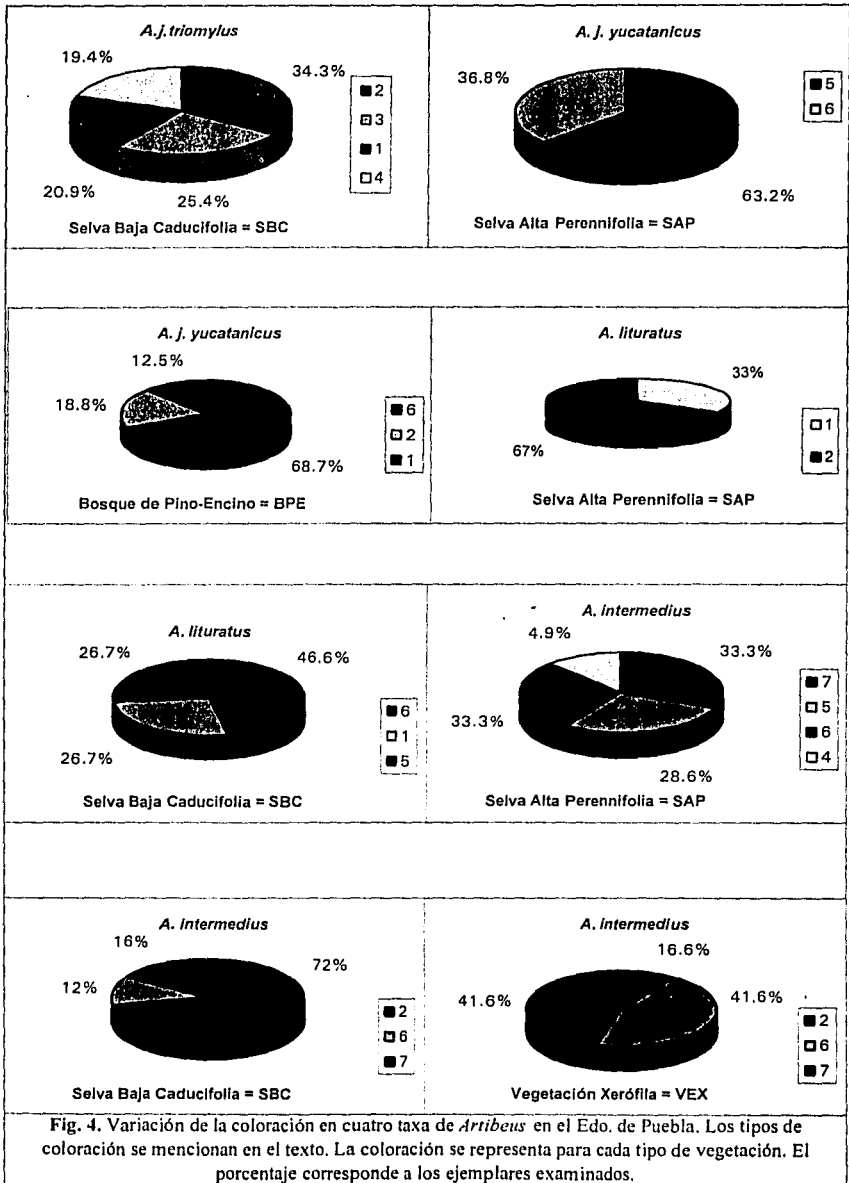 A.j.triomylus
19.4%
34.3%
2
3
1
4
20.9%
25.4%
Selva Baja Caducifolia = SBC
A. j. yucatanicus
36.8%
5
6
63.2%
Selva Alta Perennifolia = SAP
A. j. yucatanicus
12.5%
18.8%
6
2
1
68.7%
Bosque de Pino-Encino = BPE
A. lituratus
33%
1
2
67%
Selva Alta Perennifolia = SAP
A. lituratus
26.7%
46.6%
6
1
5
26.7%
Selva Baja Caducifolia = SBC
A. intermedius
4.9%
33.3%
7
5
6
4
33.3%
28.6%
Selva Alta Perennifolia = SAP
A. intermedius
16%
72%
12%
2
6
7
Selva Baja Caducifolia = SBC
A. intermedius
16.6%
41.6%
41.6%
2
6
7
Vegetación Xerófila = VEX
Fig. 4. Variación de la coloración en cuatro taxa de Artibeus en el Edo. de Puebla. Los tipos de
coloración se mencionan en el texto. La coloración se representa para cada tipo de vegetación. El
porcentaje corresponde a los ejemplares examinados.